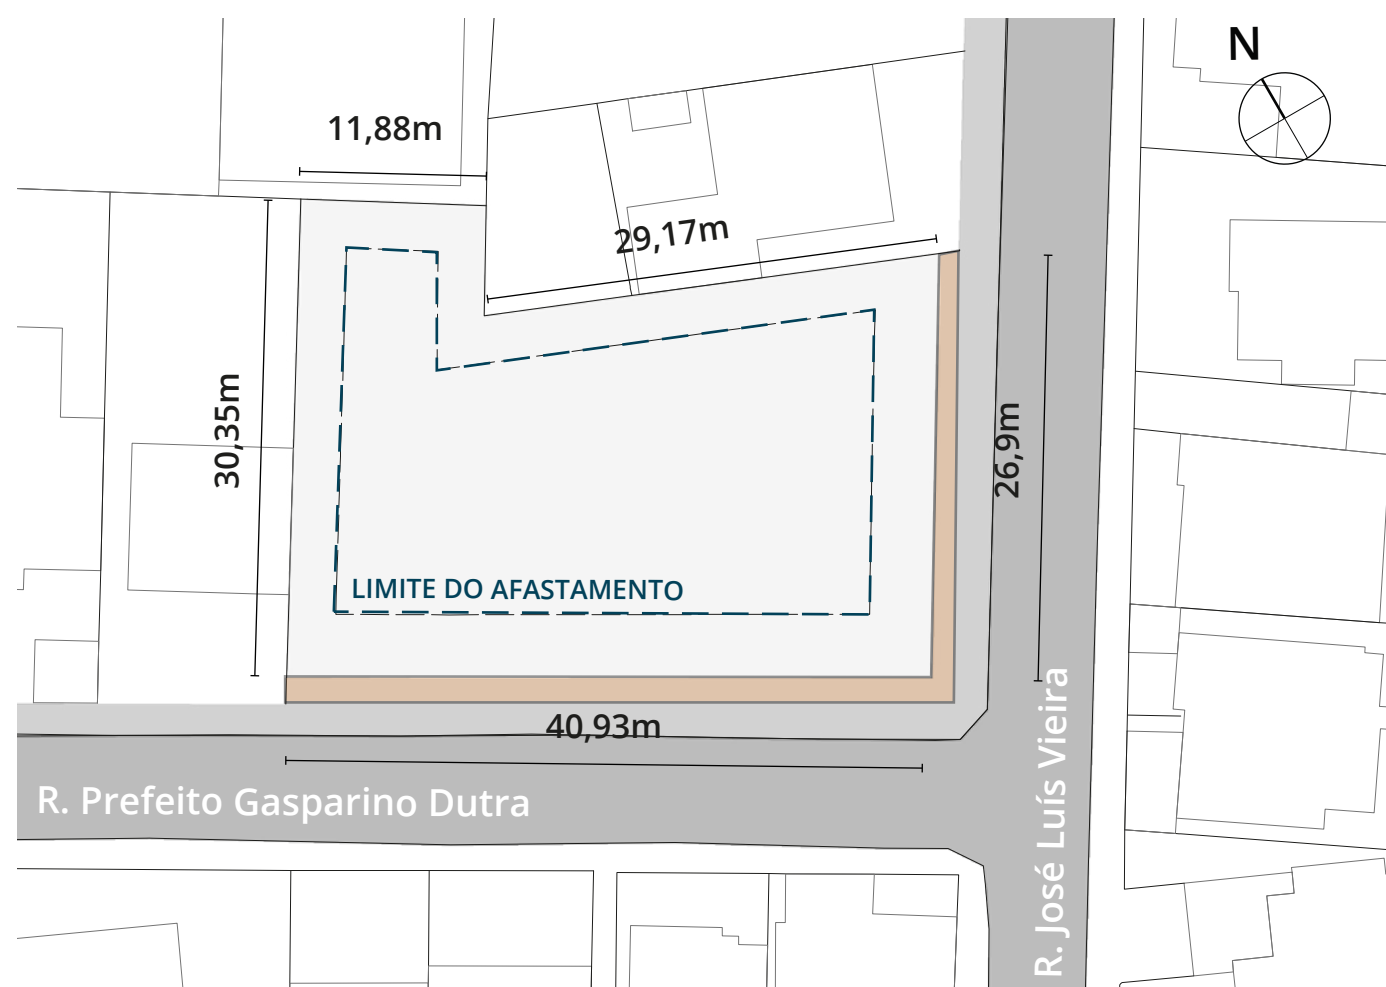 N
11,88m
29,17m
30,35m
26,9m
LIMITE DO AFASTAMENTO
40,93m
R. Prefeito Gasparino Dutra
R. José Luís Vieira